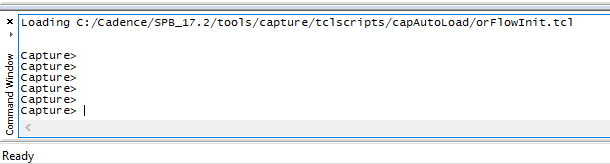 Loading C:/Cadence/SPB_17.2/tools/capture/tclscripts/capAutoLoad/orFlowInit.tcl
Capture>
Capture>
Capture>
Capture>
Capture>
Capture>
Command Window
Ready